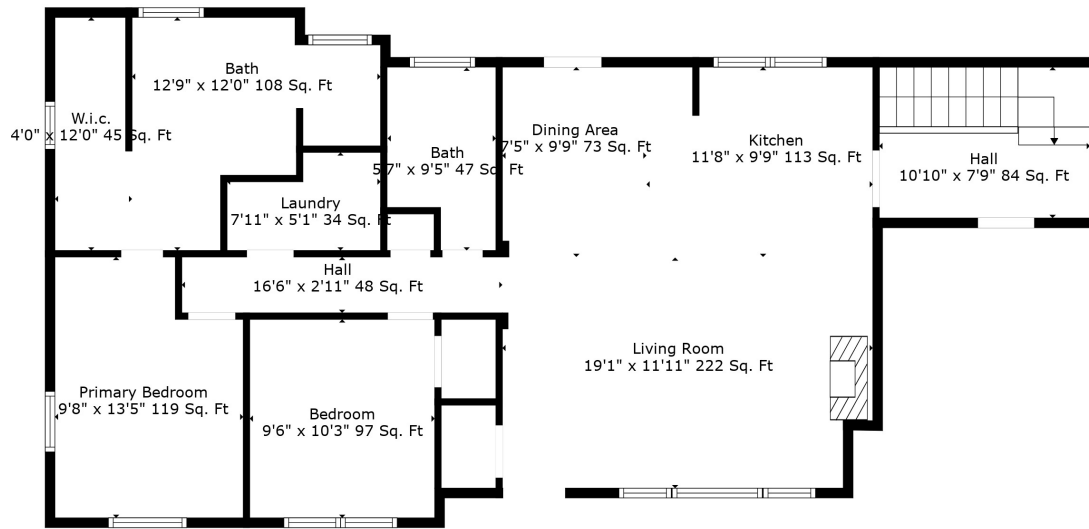 Bath
12'9" x 12'0" 108 Sq. Ft
W.i.c.
4'0" x 12'0" 45 Sq. Ft
Bath
5'7" x 9'5" 47 Sq. Ft
Dining Area
7'5" x 9'9" 73 Sq. Ft
Kitchen
11'8" x 9'9" 113 Sq. Ft
Hall
10'10" x 7'9" 84 Sq. Ft
Laundry
7'11" x 5'1" 34 Sq. Ft
Hall
16'6" x 2'11" 48 Sq. Ft
Living Room
19'1" x 11'11" 222 Sq. Ft
Primary Bedroom
9'8" x 13'5" 119 Sq. Ft
Bedroom
9'6" x 10'3" 97 Sq. Ft